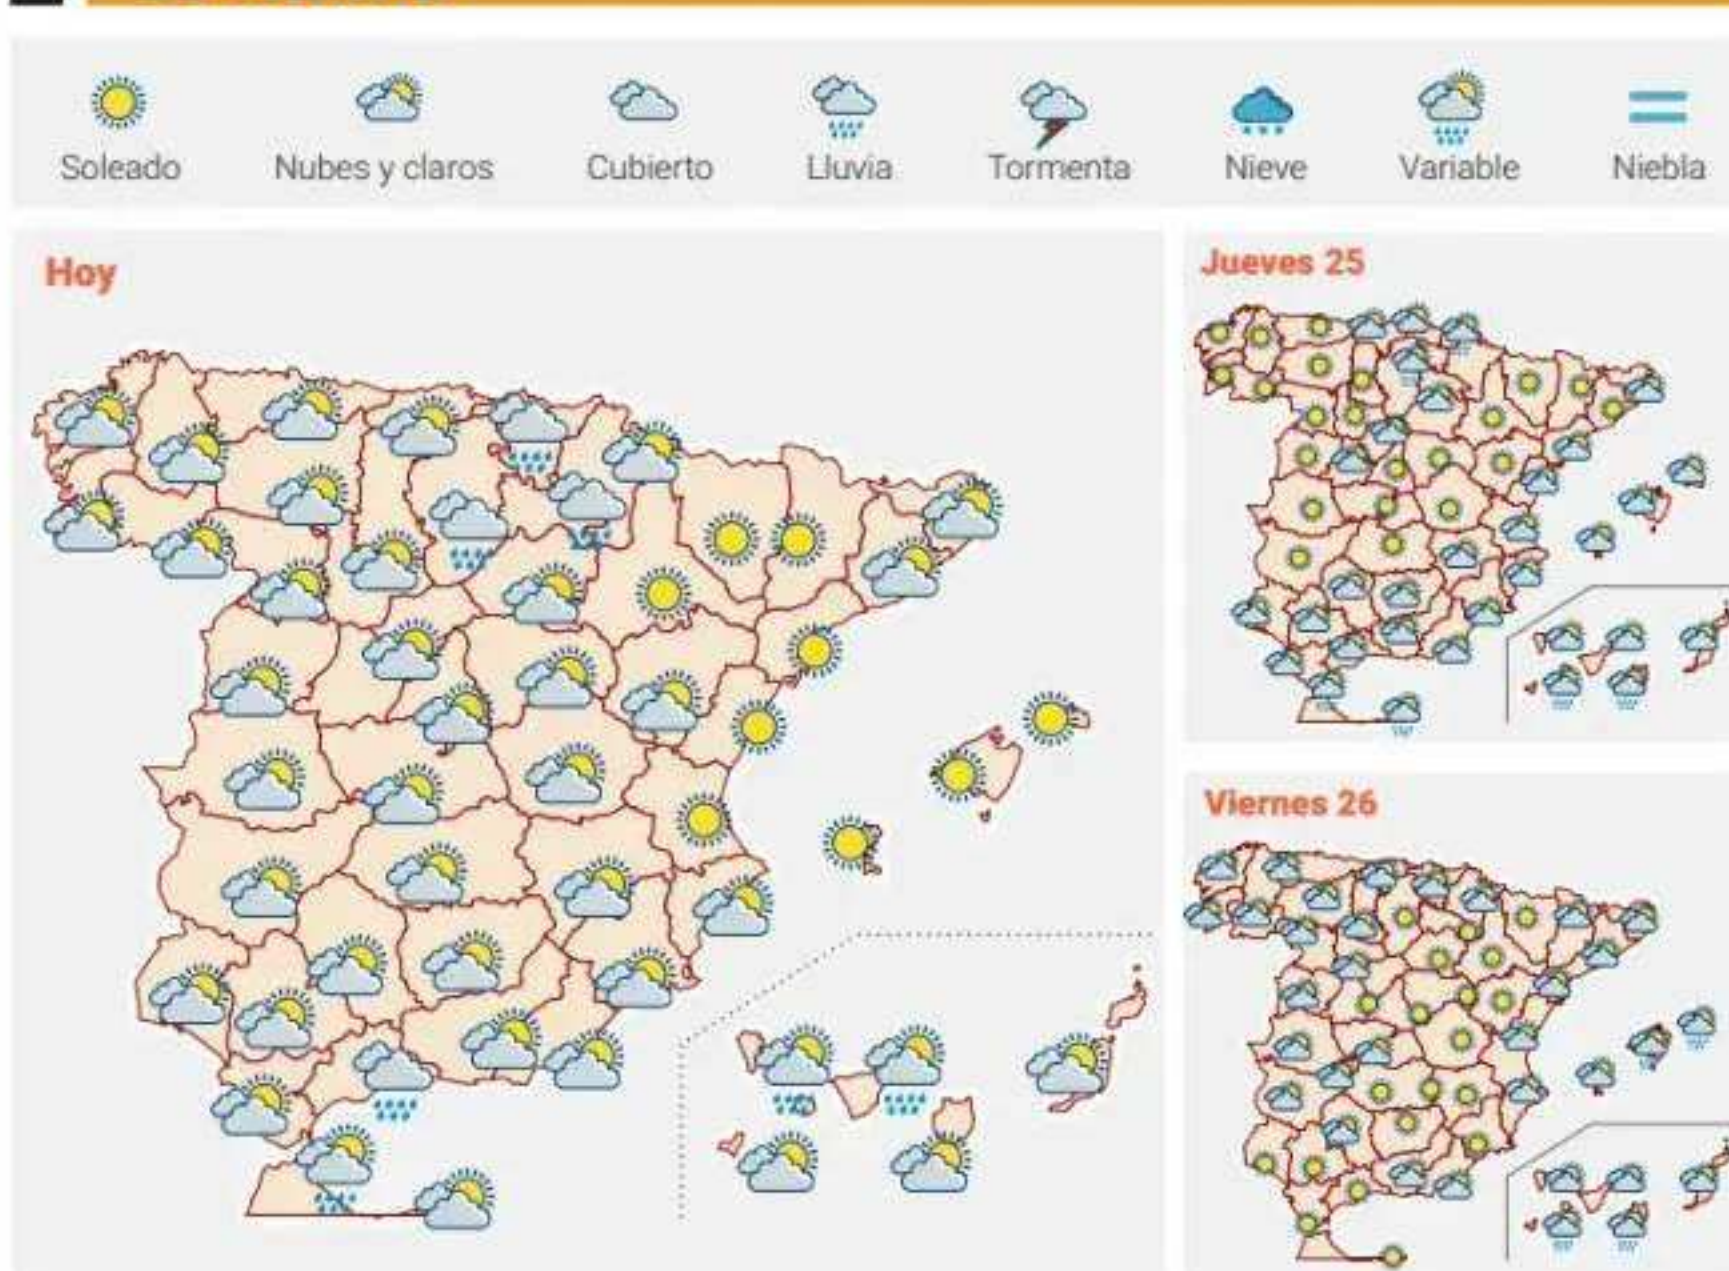 Soleado
Nubes y claros
Cubierto
Lluvia
Tormenta
Nieve
Variable
Niebla
Hoy
Jueves 25
Viernes 26